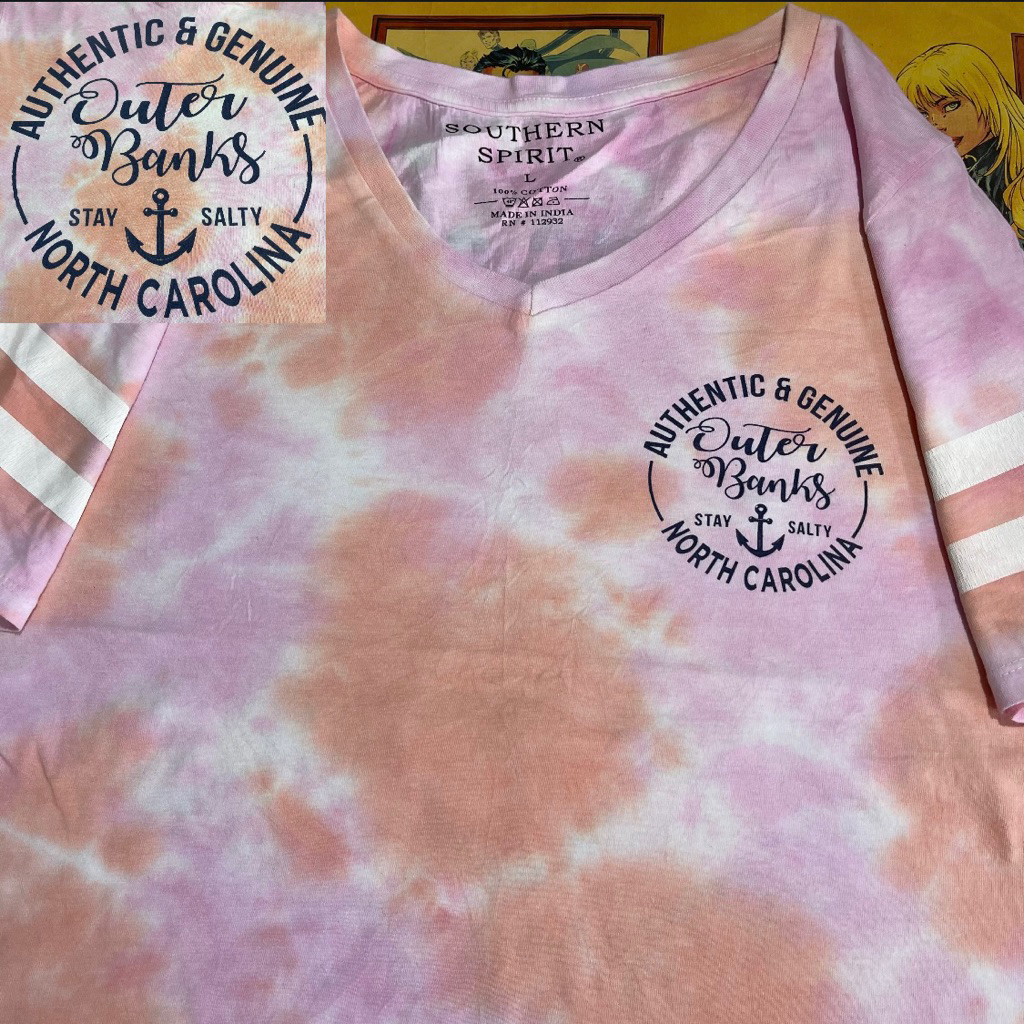 AUTHENTIC & GENUINE
Outer
Banks
STAY SALTY
NORTH CAROLINA
SOUTHERN
SPIRIT®
L
100% COTTON
MADE IN INDIA
RN # 112932
AUTHENTIC & GENUINE
Outer
Banks
STAY SALTY
NORTH CAROLINA